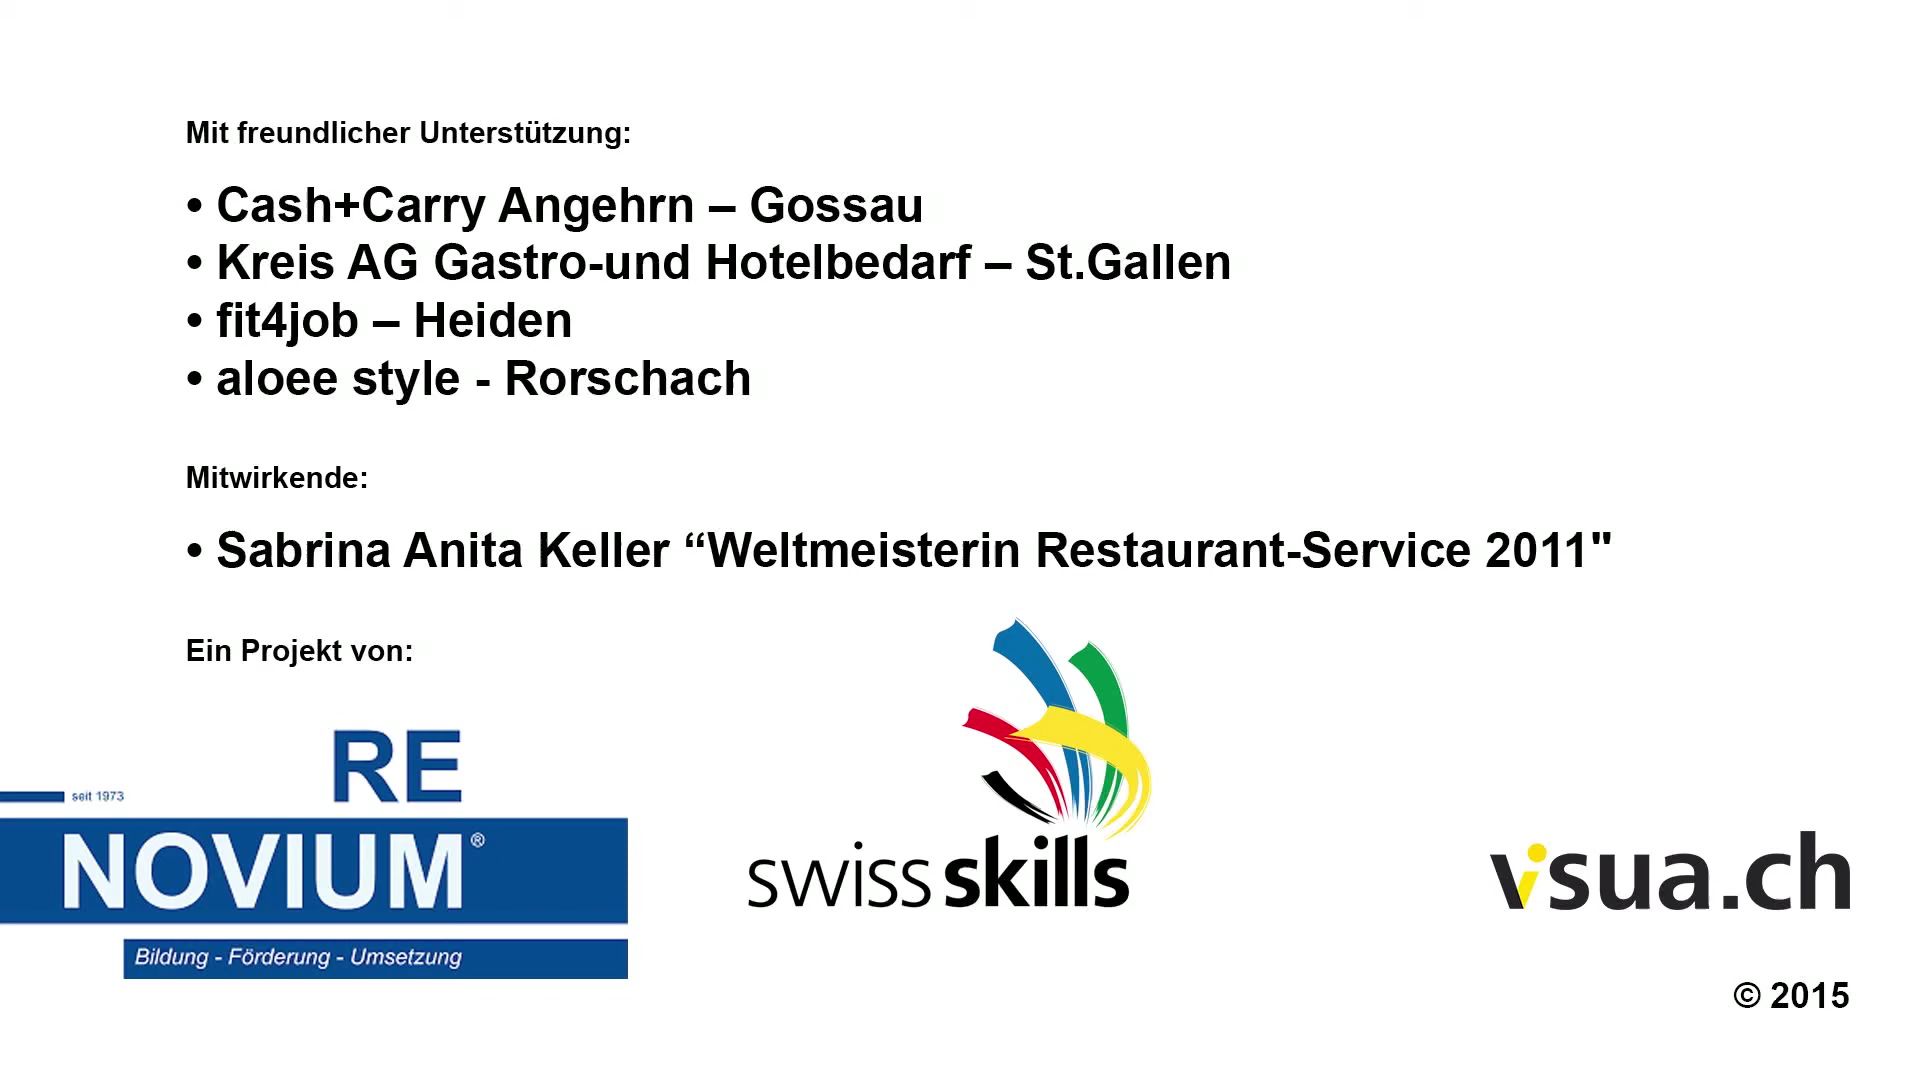 Mit freundlicher Unterstützung:
• Cash+Carry Angehrn – Gossau
• Kreis AG Gastro-und Hotelbedarf – St.Gallen
• fit4job – Heiden
• aloee style - Rorschach
Mitwirkende:
• Sabrina Anita Keller “Weltmeisterin Restaurant-Service 2011"
Ein Projekt von:
RE
seit 1973
NOVIUM®
Bildung - Förderung - Umsetzung
swiss skills
visua.ch
© 2015